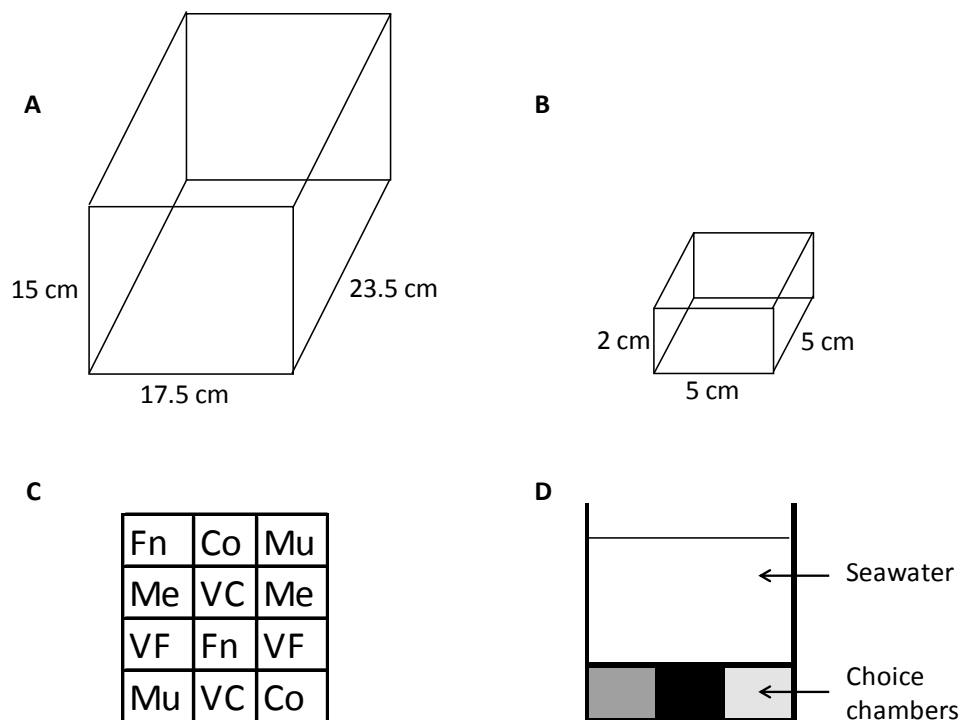 A
B
15 cm
23.5 cm
17.5 cm
2 cm
5 cm
5 cm
C
D
Fn Co Mu
Me VC Me
VF Fn VF
Mu VC Co
Seawater
Choice
chambers